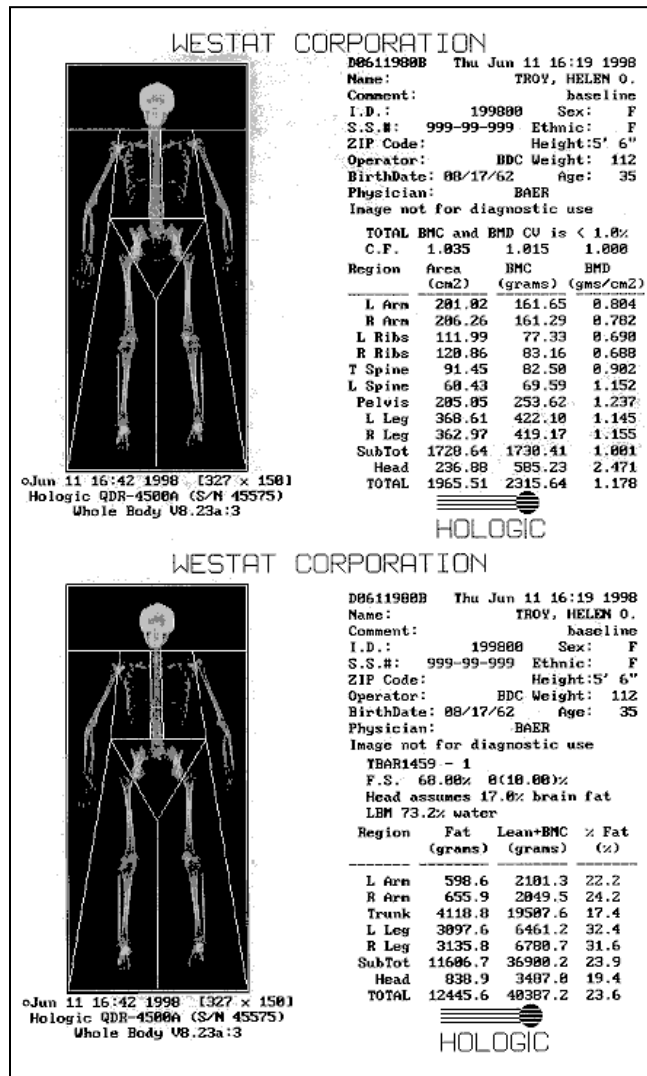 WESTAT CORPORATION
D0611980B Thu Jun 11 16:19 1998
Name: TROY, HELEN O.
Comment: baseline
I.D.: 199800 Sex: F
S.S.#: 999-99-999 Ethnic: F
ZIP Code: Height:5' 6"
Operator: BDC Weight: 112
BirthDate: 08/17/62 Age: 35
Physician: BAER
Image not for diagnostic use
TOTAL BMC and BMD CV is < 1.0%
C.F. 1.035 1.015 1.000
Region Area BMC BMD
(cm2) (grams) (gms/cm2)
L Arm 201.02 161.65 0.804
R Arm 206.26 161.29 0.782
L Ribs 111.99 77.33 0.690
R Ribs 120.86 83.16 0.688
T Spine 91.45 82.50 0.902
L Spine 60.43 69.59 1.152
Pelvis 205.05 253.62 1.237
L Leg 368.61 422.10 1.145
R Leg 362.97 419.17 1.155
SubTot 1728.64 1730.41 1.001
Head 236.88 585.23 2.471
TOTAL 1965.51 2315.64 1.178
Jun 11 16:42 1998 [327 x 150]
Hologic QDR-4500A (S/N 45575)
Whole Body V8.23a:3
HOLOGIC
WESTAT CORPORATION
D0611980B Thu Jun 11 16:19 1998
Name: TROY, HELEN O.
Comment: baseline
I.D.: 199800 Sex: F
S.S.#: 999-99-999 Ethnic: F
ZIP Code: Height:5' 6"
Operator: BDC Weight: 112
BirthDate: 08/17/62 Age: 35
Physician: BAER
Image not for diagnostic use
TBAR1459 - 1
F.S. 68.00% 0(10.00)%
Head assumes 17.0% brain fat
LBM 73.2% water
Region Fat Lean+BMC % Fat
(grams) (grams) (%)
L Arm 598.6 2101.3 22.2
R Arm 655.9 2049.5 24.2
Trunk 4118.8 19507.6 17.4
L Leg 3097.6 6461.2 32.4
R Leg 3135.8 6780.7 31.6
SubTot 11606.7 36900.2 23.9
Head 838.9 3487.0 19.4
TOTAL 12445.6 40387.2 23.6
Jun 11 16:42 1998 [327 x 150]
Hologic QDR-4500A (S/N 45575)
Whole Body V8.23a:3
HOLOGIC